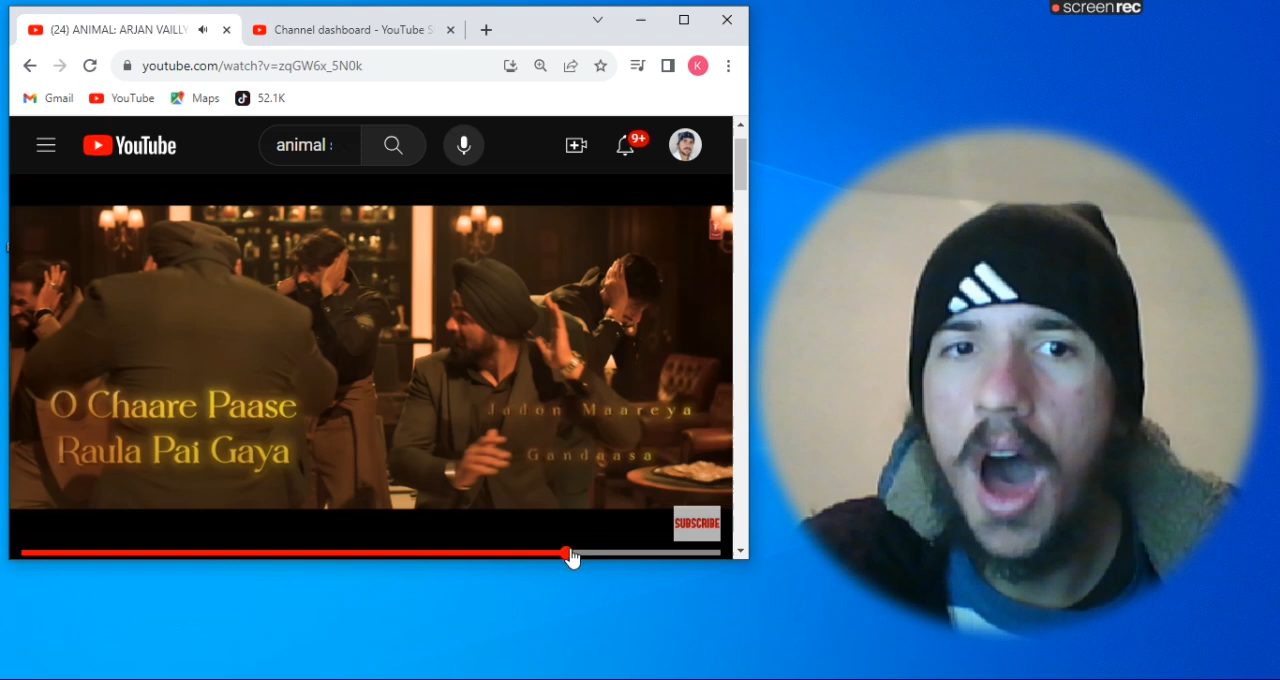 screenrec
(24) ANIMAL: ARJAN VAILLY
Channel dashboard - YouTube S
youtube.com/watch?v=zqGW6x_5N0k
K
Gmail
YouTube
Maps
52.1K
YouTube
animal s
9+
O Chaare Paase
Raula Pai Gaya
Jadon Maareya
Gandaasa
SUBSCRIBE